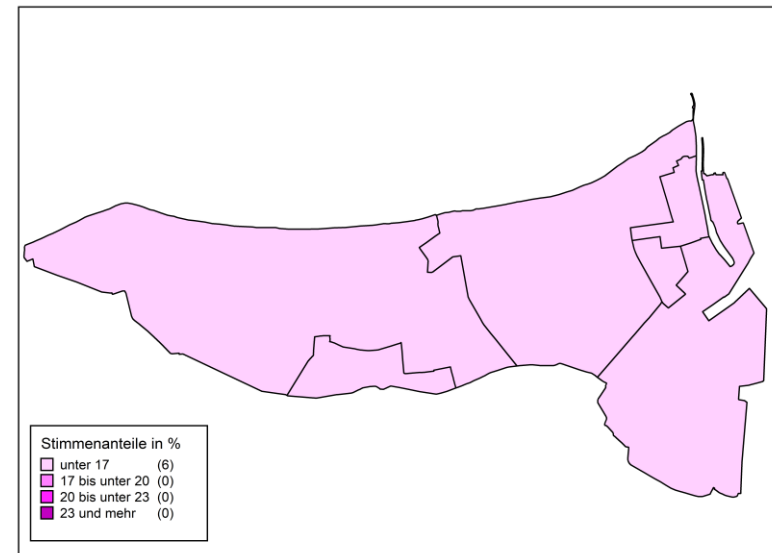 Stimmenanteile in %
unter 17 (6)
17 bis unter 20 (0)
20 bis unter 23 (0)
23 und mehr (0)